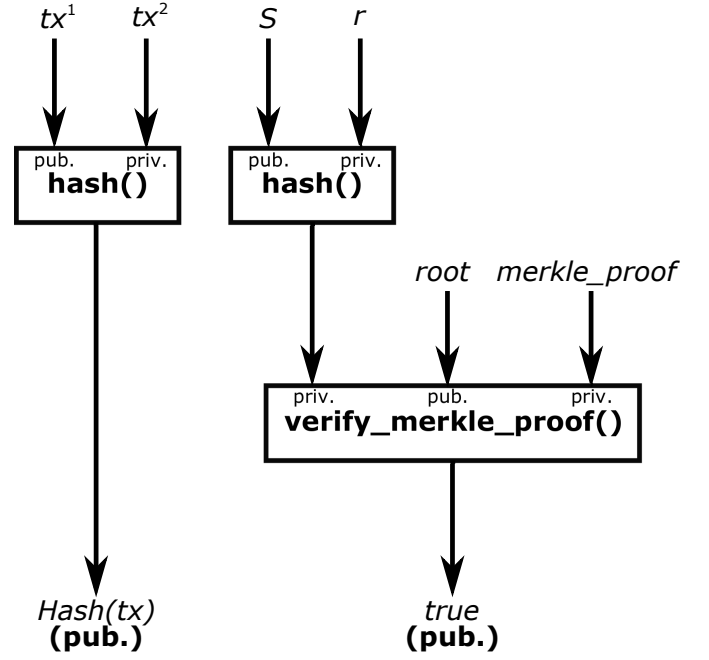 tx¹ tx² S r
pub. priv. pub. priv.
hash() hash()
root merkle_proof
priv. pub. priv.
verify_merkle_proof()
Hash(tx) true
(pub.) (pub.)